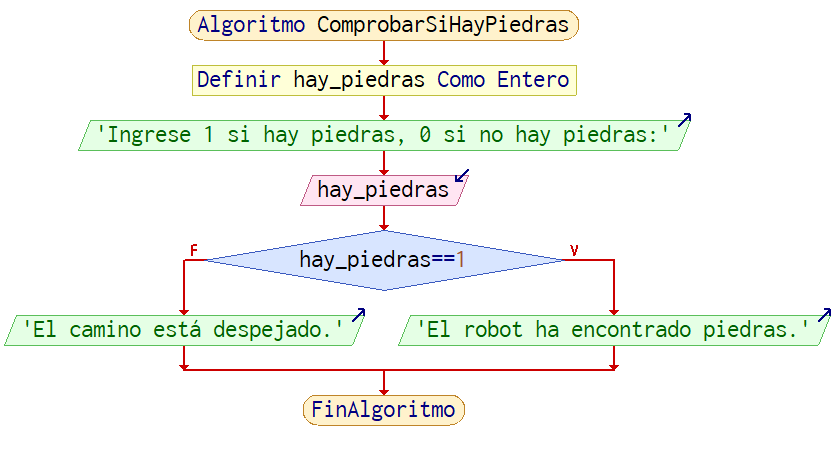 Algoritmo ComprobarSiHayPiedras
Definir hay_piedras Como Entero
'Ingrese 1 si hay piedras, 0 si no hay piedras:'
hay_piedras
hay_piedras==1
F
V
'El camino está despejado.'
'El robot ha encontrado piedras.'
FinAlgoritmo